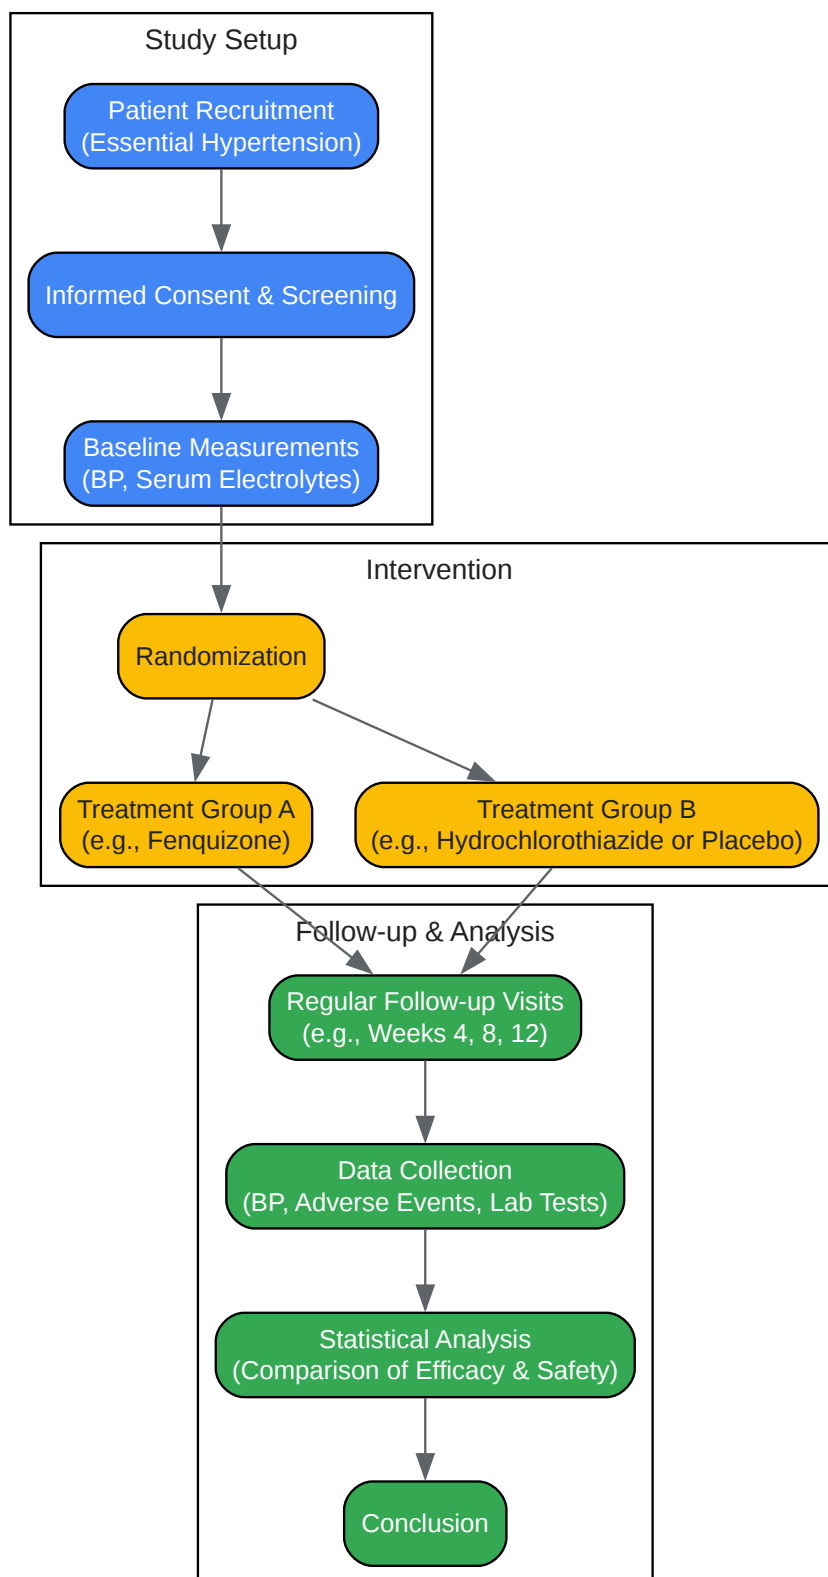 Study Setup
Patient Recruitment
(Essential Hypertension)
Informed Consent & Screening
Baseline Measurements
(BP, Serum Electrolytes)
Intervention
Randomization
Treatment Group A
(e.g., Fenquizone)
Treatment Group B
(e.g., Hydrochlorothiazide or Placebo)
Follow-up & Analysis
Regular Follow-up Visits
(e.g., Weeks 4, 8, 12)
Data Collection
(BP, Adverse Events, Lab Tests)
Statistical Analysis
(Comparison of Efficacy & Safety)
Conclusion